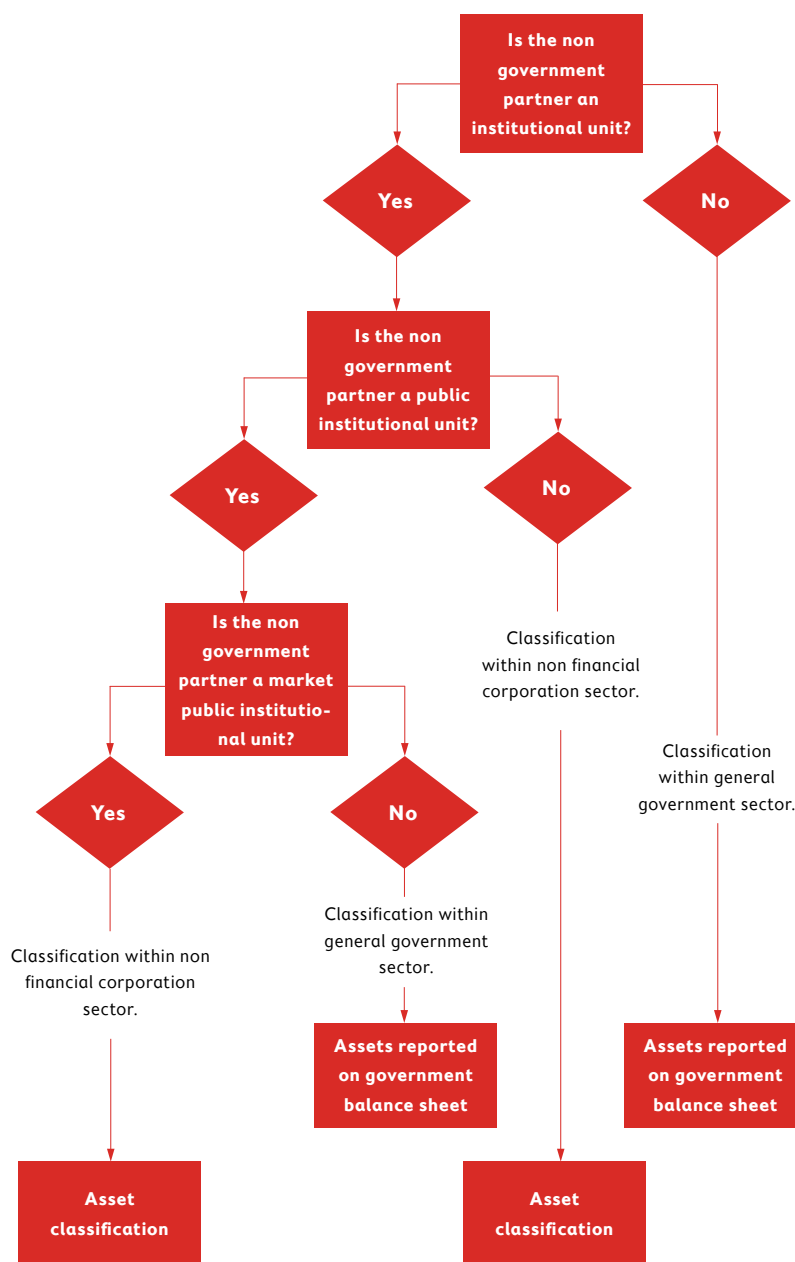 Is the non
government
partner an
institutional unit?
Yes
No
Is the non
government
partner a public
institutional unit?
Yes
No
Is the non
government
partner a market
public institutio-
nal unit?
Classification
within non financial
corporation sector.
Classification
within general
government sector.
Yes
No
Classification within
general government
sector.
Classification within non
financial corporation
sector.
Assets reported
on government
balance sheet
Assets reported
on government
balance sheet
Asset
classification
Asset
classification